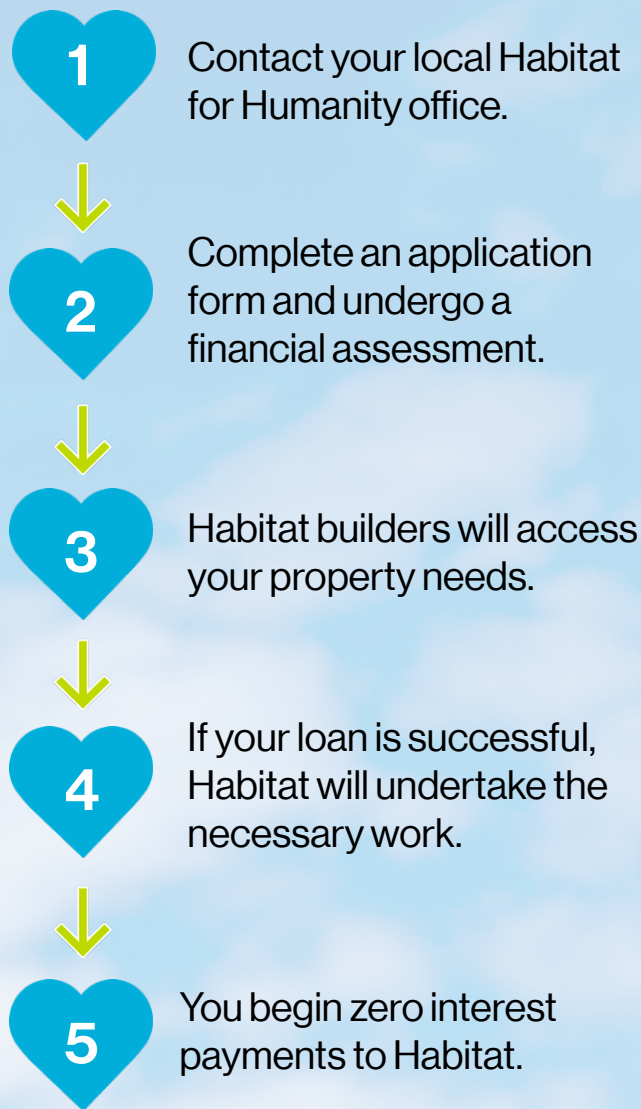 1
Contact your local Habitat
for Humanity office.
2
Complete an application
form and undergo a
financial assessment.
3
Habitat builders will access
your property needs.
4
If your loan is successful,
Habitat will undertake the
necessary work.
5
You begin zero interest
payments to Habitat.